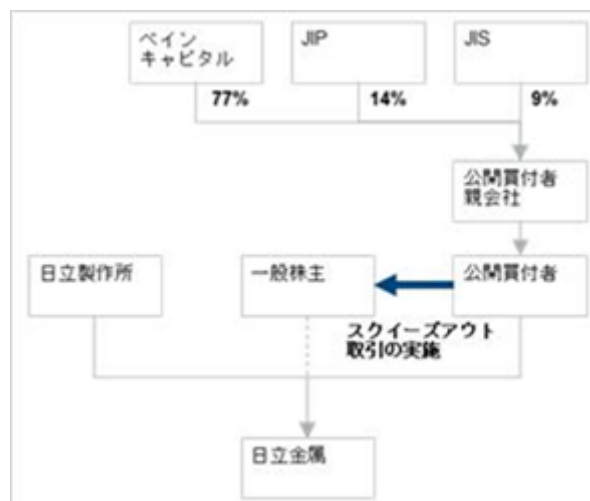 ベイン
キャピタル
JIP
JIS
77%
14%
9%
公開買付者
親会社
日立製作所
一般株主
公開買付者
スクイーズアウト
取引の実施
日立金属